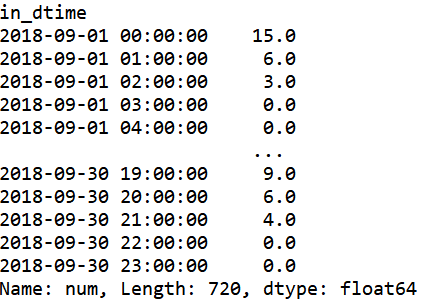 in_dtime
2018-09-01 00:00:00    15.0
2018-09-01 01:00:00     6.0
2018-09-01 02:00:00     3.0
2018-09-01 03:00:00     0.0
2018-09-01 04:00:00     0.0
                       ...
2018-09-30 19:00:00     9.0
2018-09-30 20:00:00     6.0
2018-09-30 21:00:00     4.0
2018-09-30 22:00:00     0.0
2018-09-30 23:00:00     0.0
Name: num, Length: 720, dtype: float64